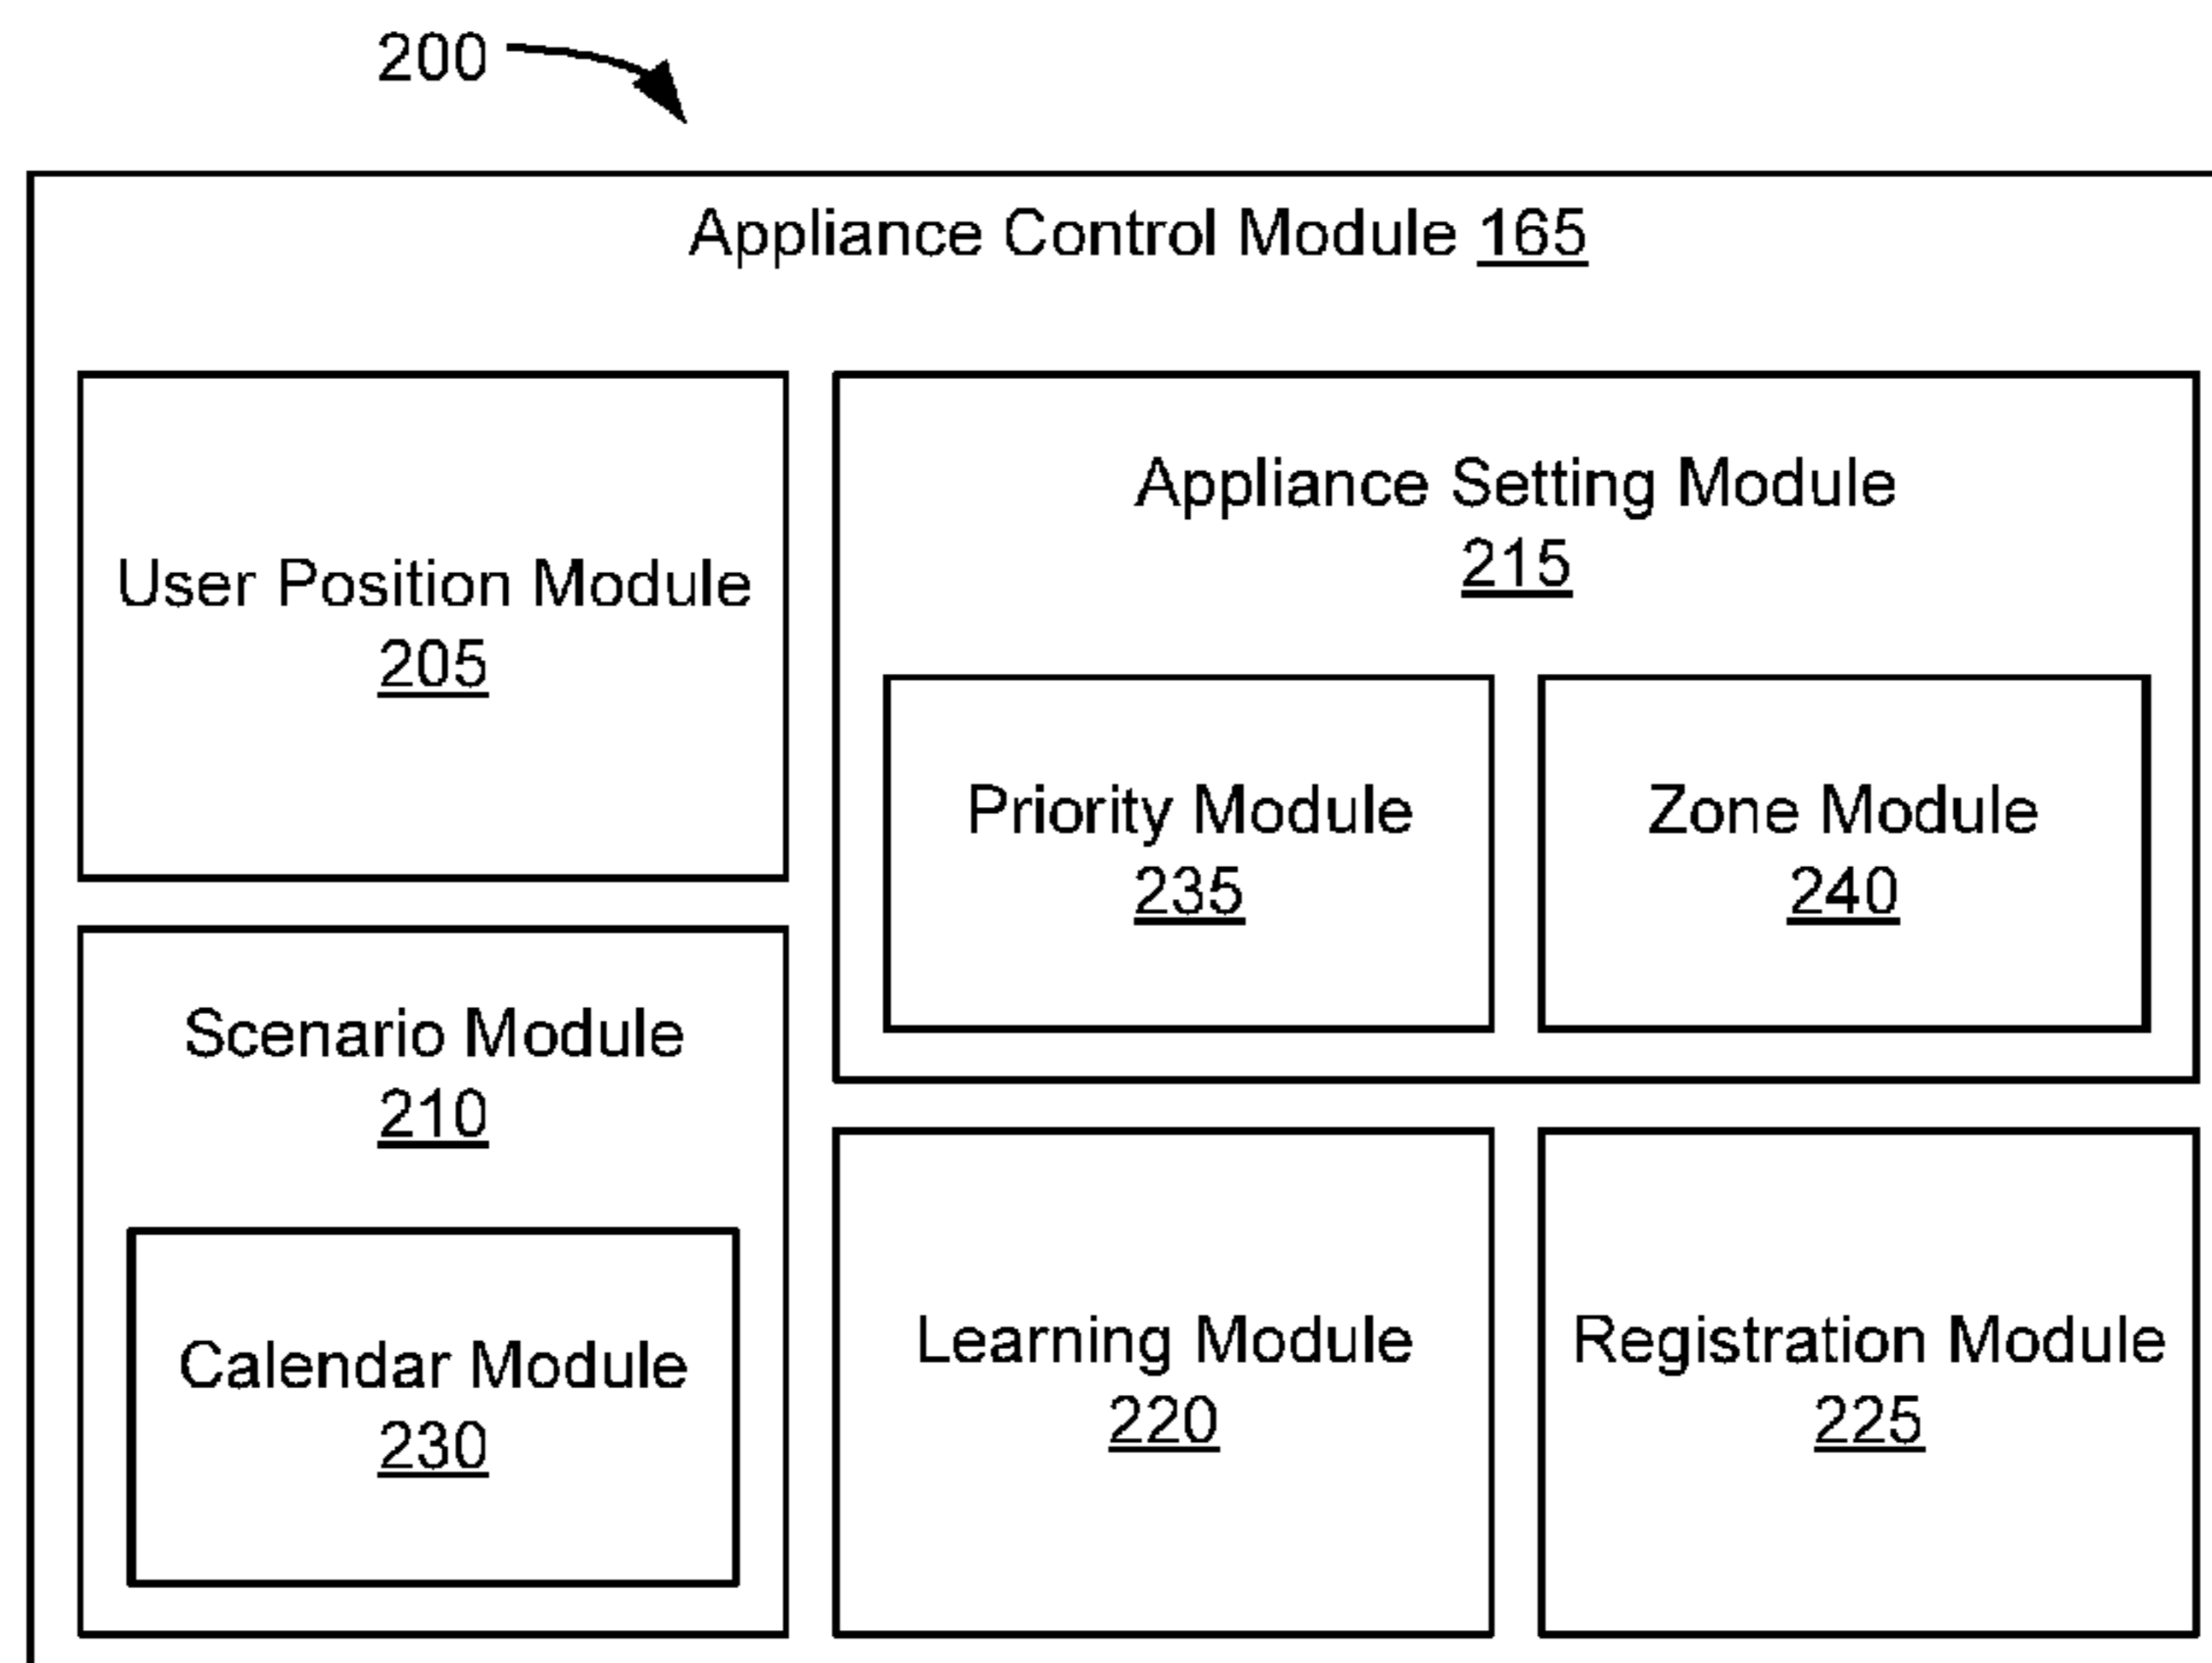 200
Appliance Control Module 165
User Position Module
205
Appliance Setting Module
215
Priority Module
235
Zone Module
240
Scenario Module
210
Calendar Module
230
Learning Module
220
Registration Module
225